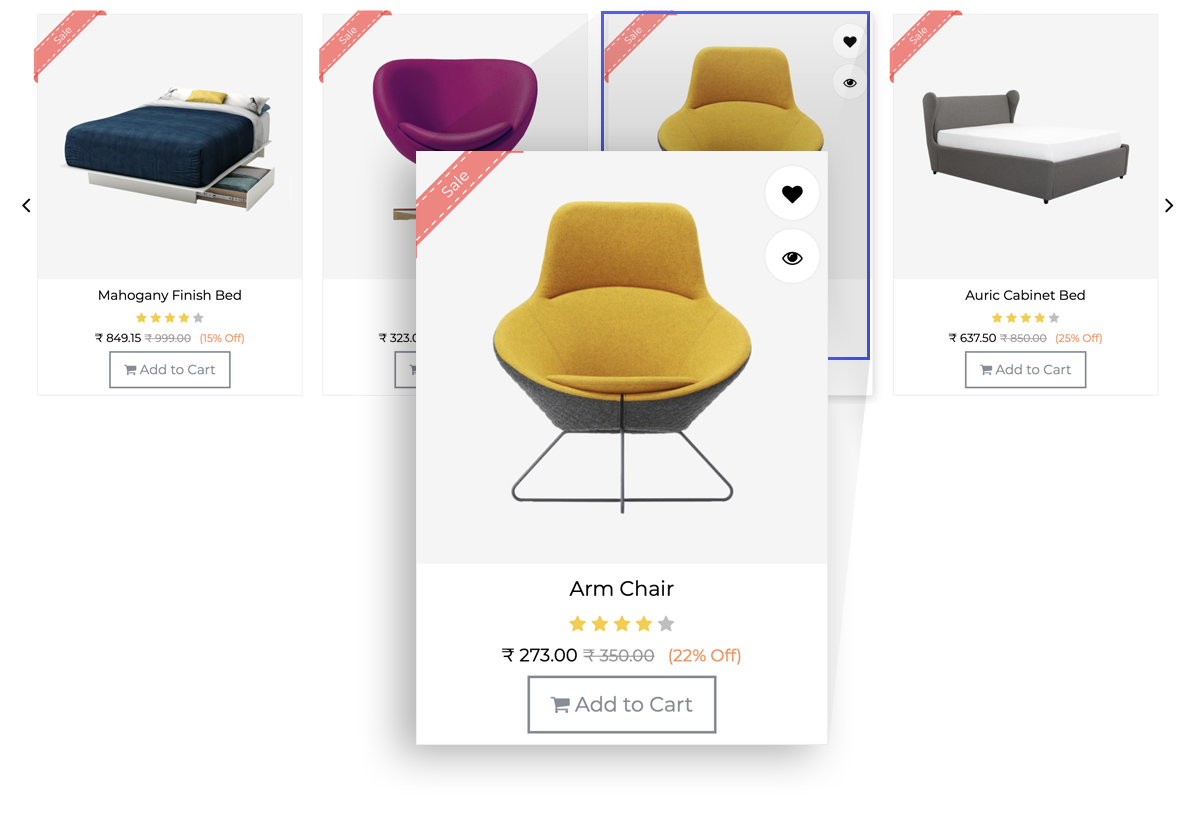 Sale
Sale
Sale
Sale
Mahogany Finish Bed
₹ 849.15 ₹ 999.00 (15% Off)
Add to Cart
₹ 323.0
Auric Cabinet Bed
₹ 637.50 ₹ 850.00 (25% Off)
Add to Cart
Sale
Arm Chair
₹ 273.00 ₹ 350.00 (22% Off)
Add to Cart